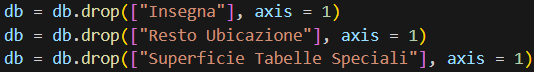 db = db.drop(["Insegna"], axis = 1)
db = db.drop(["Resto Ubicazione"], axis = 1)
db = db.drop(["Superficie Tabelle Speciali"], axis = 1)